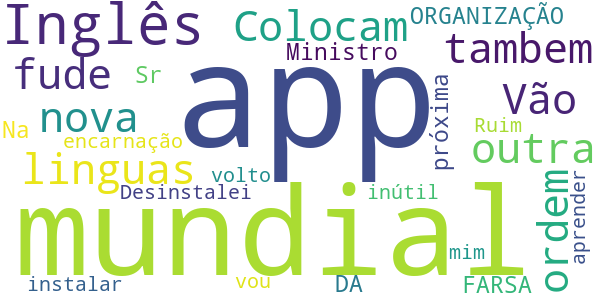 Inglês
Colocam
ORGANIZAÇÃO
Ministro
tambem
fude
Sr
app
próxima
Vão
nova
Na
encarnação
Ruim
outra
linguas
volto
Desinstalei
inútil
ordem
aprender
mundial
mim
instalar
vou
DA
FARSA